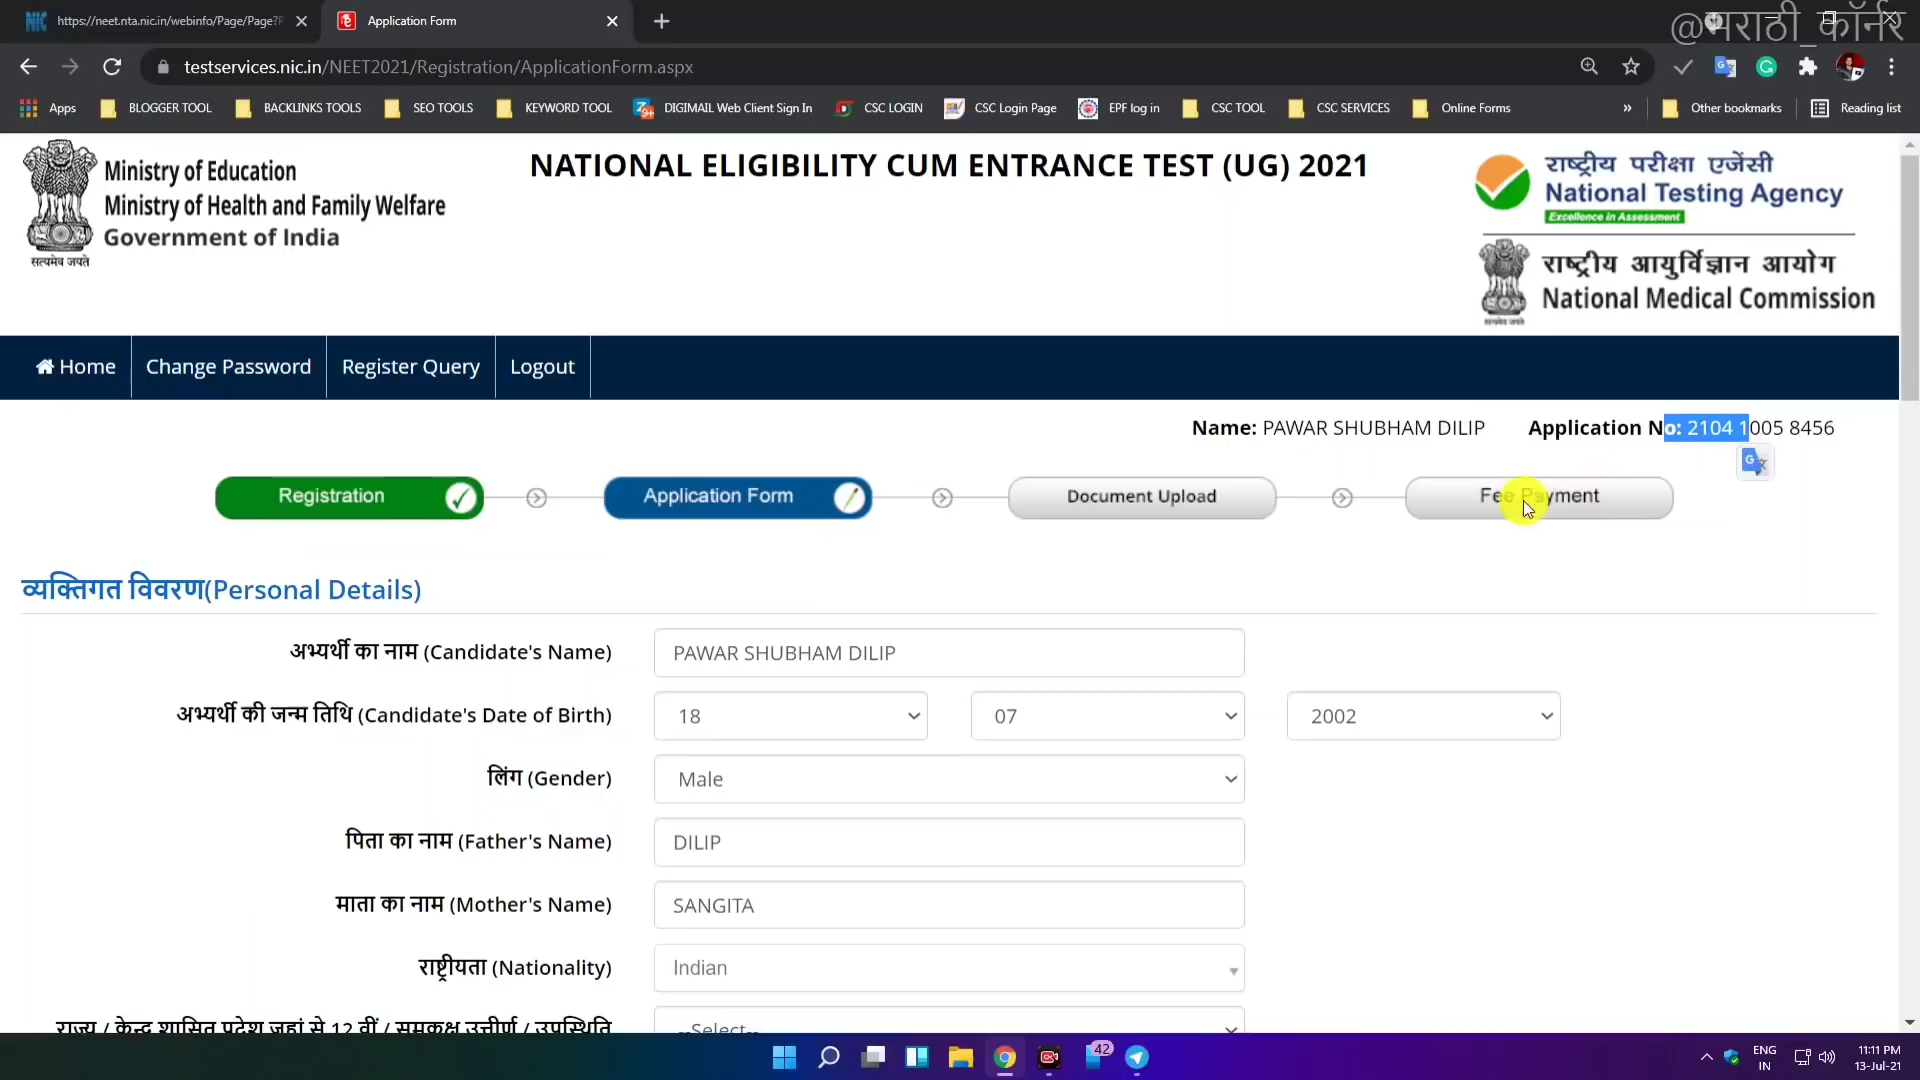 @मराठी_कॉर्नर
https://neet.nta.nic.in/webinfo/Page/Page?P
Application Form
testservices.nic.in/NEET2021/Registration/ApplicationForm.aspx
Apps BLOGGER TOOL BACKLINKS TOOLS SEO TOOLS KEYWORD TOOL DIGIMAIL Web Client Sign In CSC LOGIN CSC Login Page EPF log in CSC TOOL CSC SERVICES Online Forms » Other bookmarks Reading list
Ministry of Education
Ministry of Health and Family Welfare
Government of India
सत्यमेव जयते
NATIONAL ELIGIBILITY CUM ENTRANCE TEST (UG) 2021
राष्ट्रीय परीक्षा एजेंसी
National Testing Agency
Excellence in Assessment
राष्ट्रीय आयुर्विज्ञान आयोग
National Medical Commission
Home Change Password Register Query Logout
Name: PAWAR SHUBHAM DILIP Application No: 2104 1005 8456
Registration Application Form Document Upload Fee Payment
व्यक्तिगत विवरण(Personal Details)
अभ्यर्थी का नाम (Candidate's Name) PAWAR SHUBHAM DILIP
अभ्यर्थी की जन्म तिथि (Candidate's Date of Birth) 18 07 2002
लिंग (Gender) Male
पिता का नाम (Father's Name) DILIP
माता का नाम (Mother's Name) SANGITA
राष्ट्रीयता (Nationality) Indian
राज्य / केन्द्र शासित प्रदेश जहां से 12 वीं / समकक्ष उत्तीर्ण / उपस्थिति --Select--
42
ENG
IN
11:11 PM
13-Jul-21